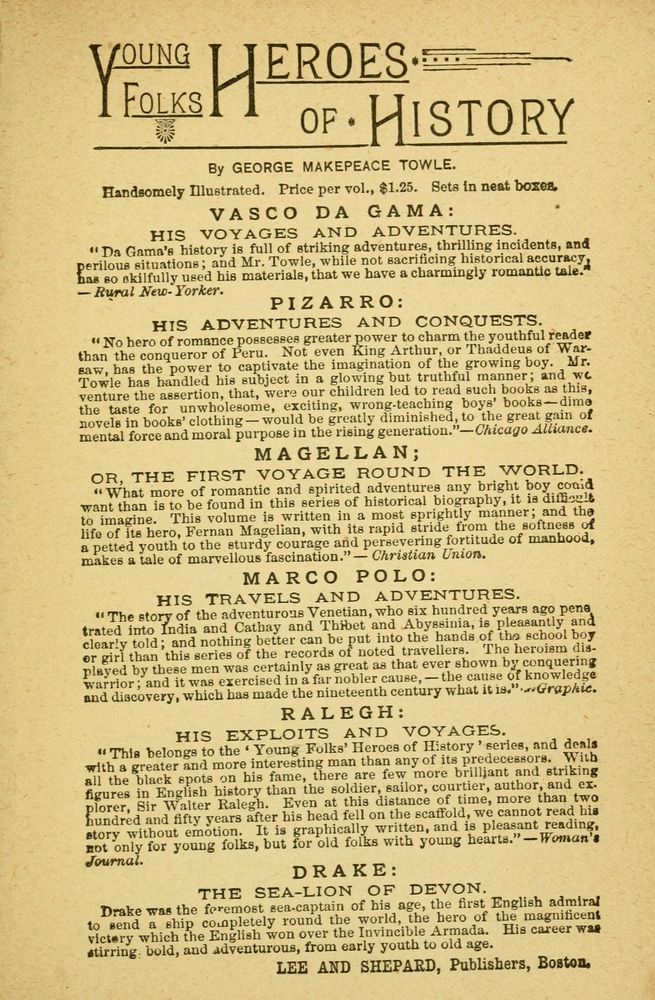 YOUNG FOLKS HEROES
OF HISTORY
By GEORGE MAKEPEACE TOWLE.
Handsomely Illustrated. Price per vol., $1.25. Sets in neat boxes.
VASCO DA GAMA:
HIS VOYAGES AND ADVENTURES.
"Da Gama's history is full of striking adventures, thrilling incidents, and
perilous situations; and Mr. Towle, while not sacrificing historical accuracy,
has so skilfully used his materials, that we have a charmingly romantic tale."
— Rural New-Yorker.
PIZARRO:
HIS ADVENTURES AND CONQUESTS.
"No hero of romance possesses greater power to charm the youthful reader
than the conqueror of Peru. Not even King Arthur, or Thaddeus of War-
saw, has the power to captivate the imagination of the growing boy. Mr.
Towle has handled his subject in a glowing but truthful manner; and we
venture the assertion, that, were our children led to read such books as this,
the taste for unwholesome, exciting, wrong-teaching boys' books — dime
novels in books' clothing — would be greatly diminished, to the great gain of
mental force and moral purpose in the rising generation." — Chicago Alliance.
MAGELLAN;
OR, THE FIRST VOYAGE ROUND THE WORLD.
"What more of romantic and spirited adventures any bright boy could
want than is to be found in this series of historical biography, it is difficult
to imagine. This volume is written in a most sprightly manner; and the
life of its hero, Fernan Magellan, with its rapid stride from the softness of
a petted youth to the sturdy courage and persevering fortitude of manhood,
makes a tale of marvellous fascination." — Christian Union.
MARCO POLO:
HIS TRAVELS AND ADVENTURES.
"The story of the adventurous Venetian, who six hundred years ago pene
trated into India and Cathay and Thibet and Abyssinia, is pleasantly and
clearly told; and nothing better can be put into the hands of the school boy
or girl than this series of the records of noted travellers. The heroism dis-
played by these men was certainly as great as that ever shown by conquering
warrior; and it was exercised in a far nobler cause, — the cause of knowledge
and discovery, which has made the nineteenth century what it is." — Graphic.
RALEGH:
HIS EXPLOITS AND VOYAGES.
"This belongs to the 'Young Folks' Heroes of History' series, and deals
with a greater and more interesting man than any of its predecessors. With
all the black spots on his fame, there are few more brilliant and striking
figures in English history than the soldier, sailor, courtier, author, and ex-
plorer, Sir Walter Ralegh. Even at this distance of time, more than two
hundred and fifty years after his head fell on the scaffold, we cannot read his
story without emotion. It is graphically written, and is pleasant reading,
not only for young folks, but for old folks with young hearts." — Woman's
Journal.
DRAKE:
THE SEA-LION OF DEVON.
Drake was the foremost sea-captain of his age, the first English admiral
to send a ship completely round the world, the hero of the magnificent
victory which the English won over the Invincible Armada. His career was
stirring, bold, and adventurous, from early youth to old age.
LEE AND SHEPARD, Publishers, Boston.